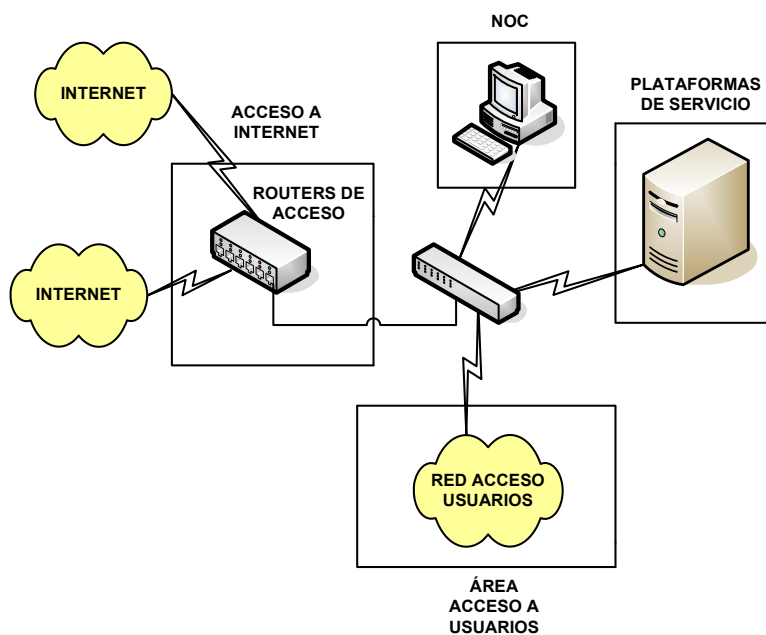 NOC
INTERNET
ACCESO A
INTERNET
PLATAFORMAS
DE SERVICIO
ROUTERS DE
ACCESO
INTERNET
RED ACCESO
USUARIOS
ÁREA
ACCESO A
USUARIOS